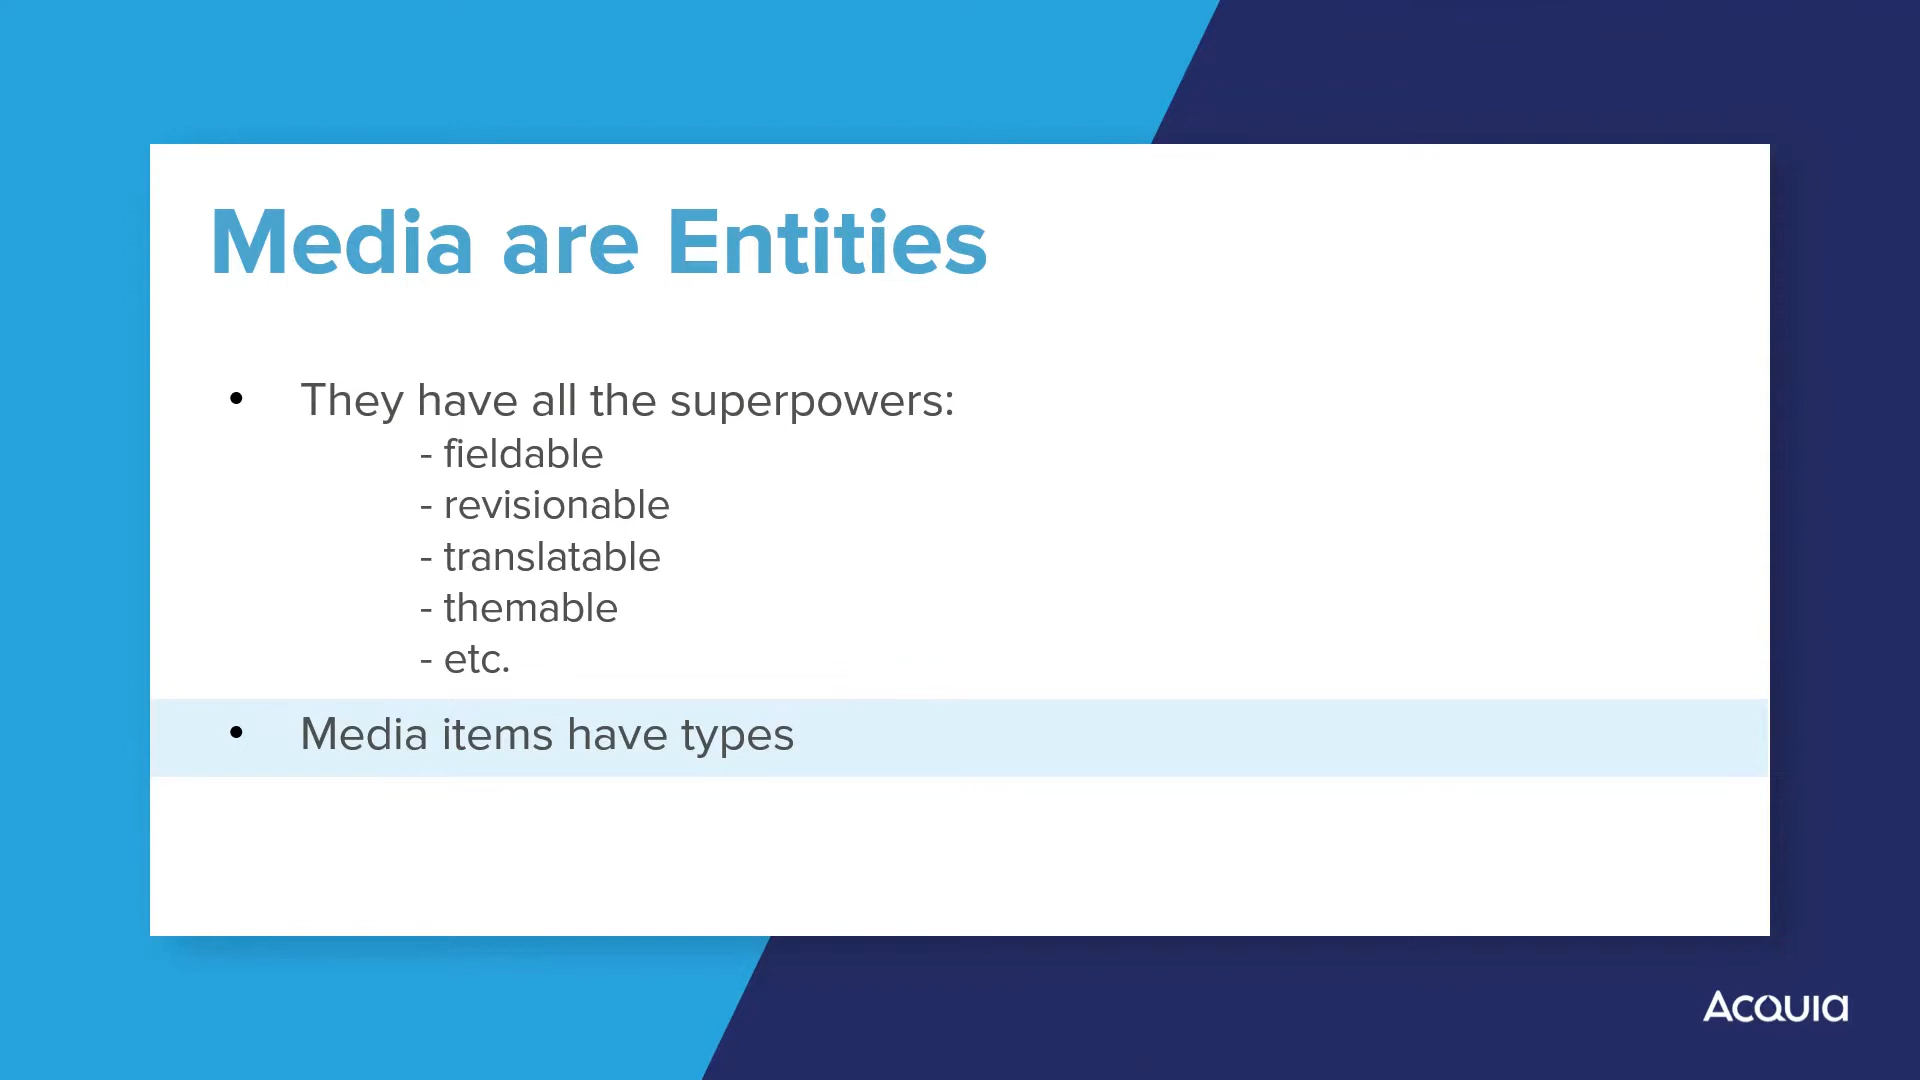 Media are Entities
• They have all the superpowers:
- fieldable
- revisionable
- translatable
- themable
- etc.
• Media items have types
Acquia